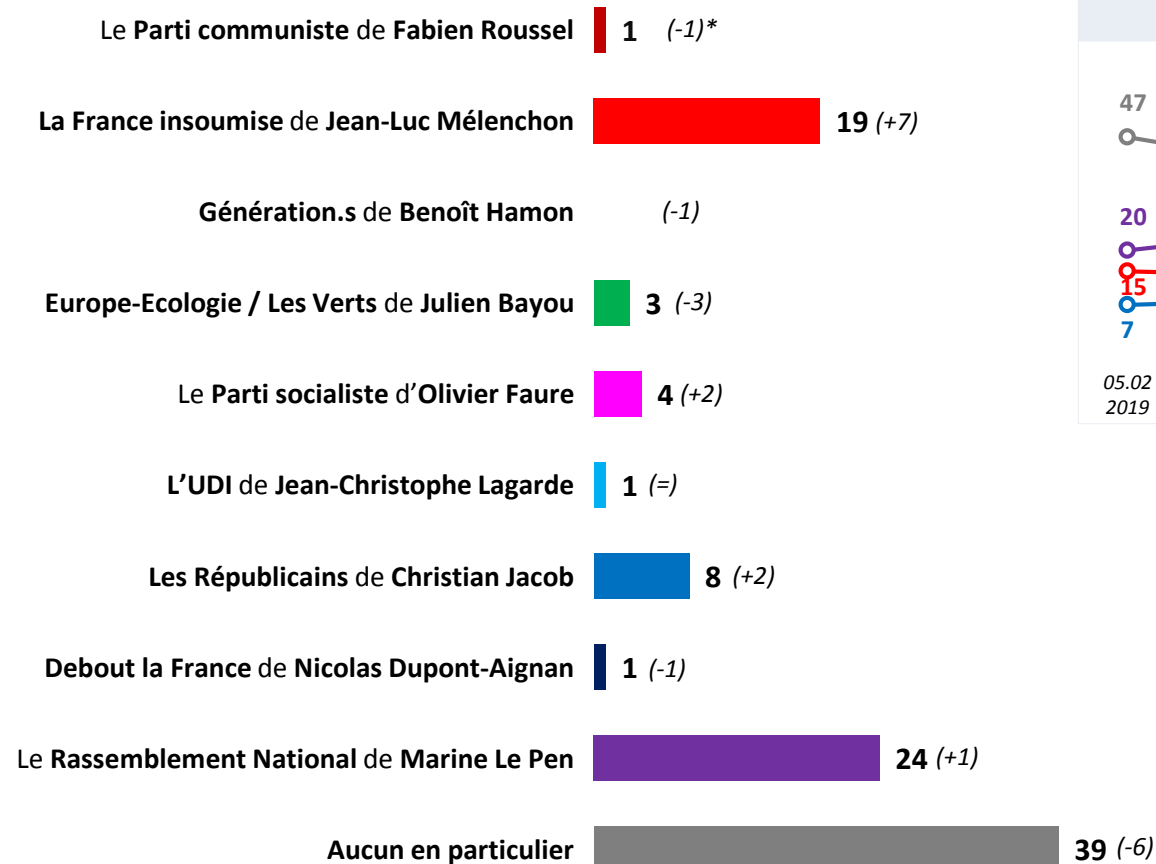 Le Parti communiste de Fabien Roussel 1 (-1)*
La France insoumise de Jean-Luc Mélenchon 19 (+7)
Génération.s de Benoît Hamon (-1)
Europe-Ecologie / Les Verts de Julien Bayou 3 (-3)
Le Parti socialiste d’Olivier Faure 4 (+2)
L’UDI de Jean-Christophe Lagarde 1 (=)
Les Républicains de Christian Jacob 8 (+2)
Debout la France de Nicolas Dupont-Aignan 1 (-1)
Le Rassemblement National de Marine Le Pen 24 (+1)
Aucun en particulier 39 (-6)
47
20
15
7
05.02
2019